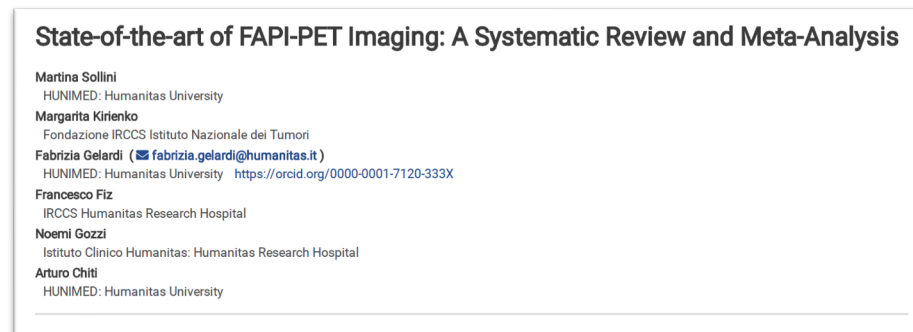 State-of-the-art of FAPI-PET Imaging: A Systematic Review and Meta-Analysis
Martina Sollini
HUNIMED: Humanitas University
Margarita Kirienko
Fondazione IRCCS Istituto Nazionale dei Tumori
Fabrizia Gelardi ( fabrizia.gelardi@humanitas.it )
HUNIMED: Humanitas University https://orcid.org/0000-0001-7120-333X
Francesco Fiz
IRCCS Humanitas Research Hospital
Noemi Gozzi
Istituto Clinico Humanitas: Humanitas Research Hospital
Arturo Chiti
HUNIMED: Humanitas University